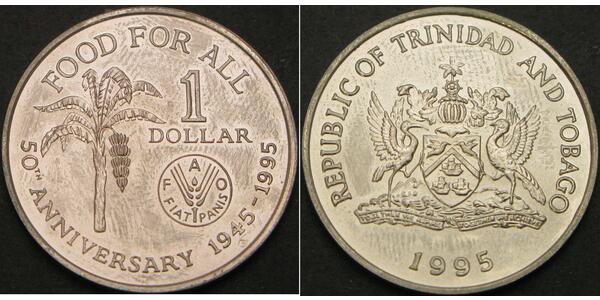 FOOD FOR ALL
1
DOLLAR
F A O
FIAT PANIS
50TH ANNIVERSARY 1945-1995
REPUBLIC OF TRINIDAD AND TOBAGO
1995